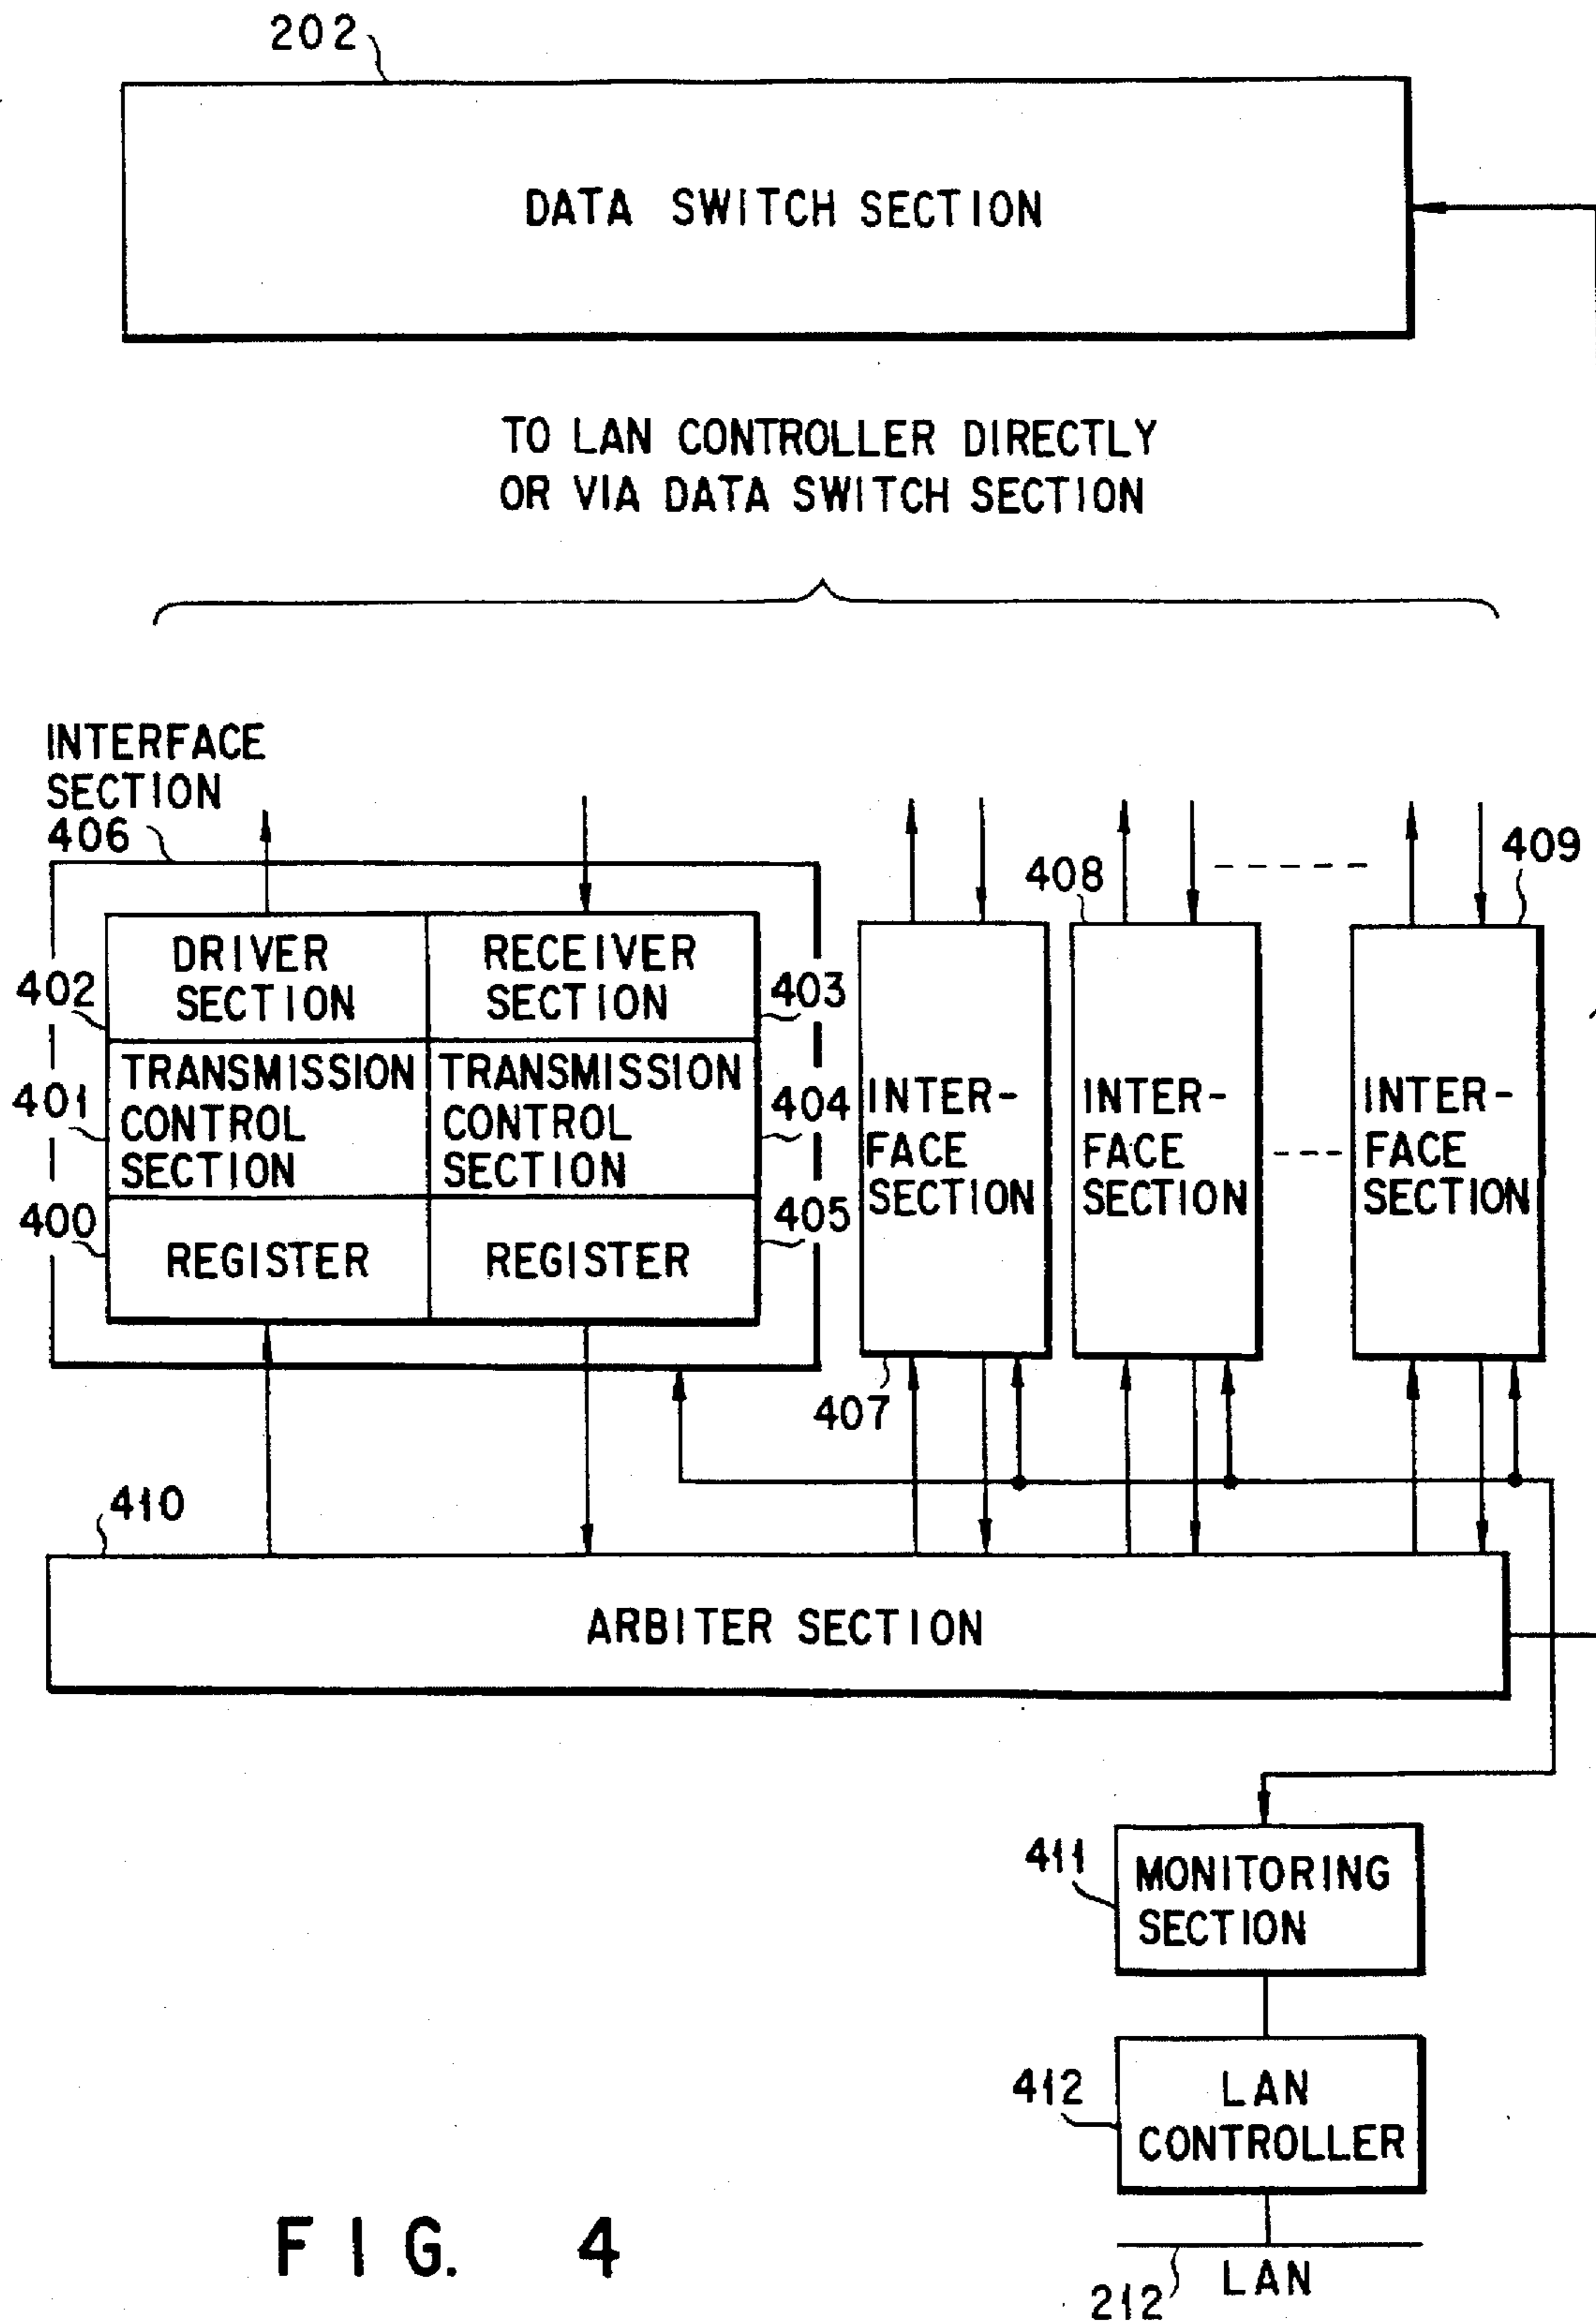 202
DATA SWITCH SECTION
TO LAN CONTROLLER DIRECTLY
OR VIA DATA SWITCH SECTION
INTERFACE
SECTION
406
408
409
DRIVER
SECTION
RECEIVER
SECTION
402
403
TRANSMISSION
CONTROL
SECTION
TRANSMISSION
CONTROL
SECTION
401
404
INTER-
FACE
SECTION
INTER-
FACE
SECTION
INTER-
FACE
SECTION
400
405
REGISTER
REGISTER
407
410
ARBITER SECTION
411
MONITORING
SECTION
412
LAN
CONTROLLER
FIG. 4
212
LAN